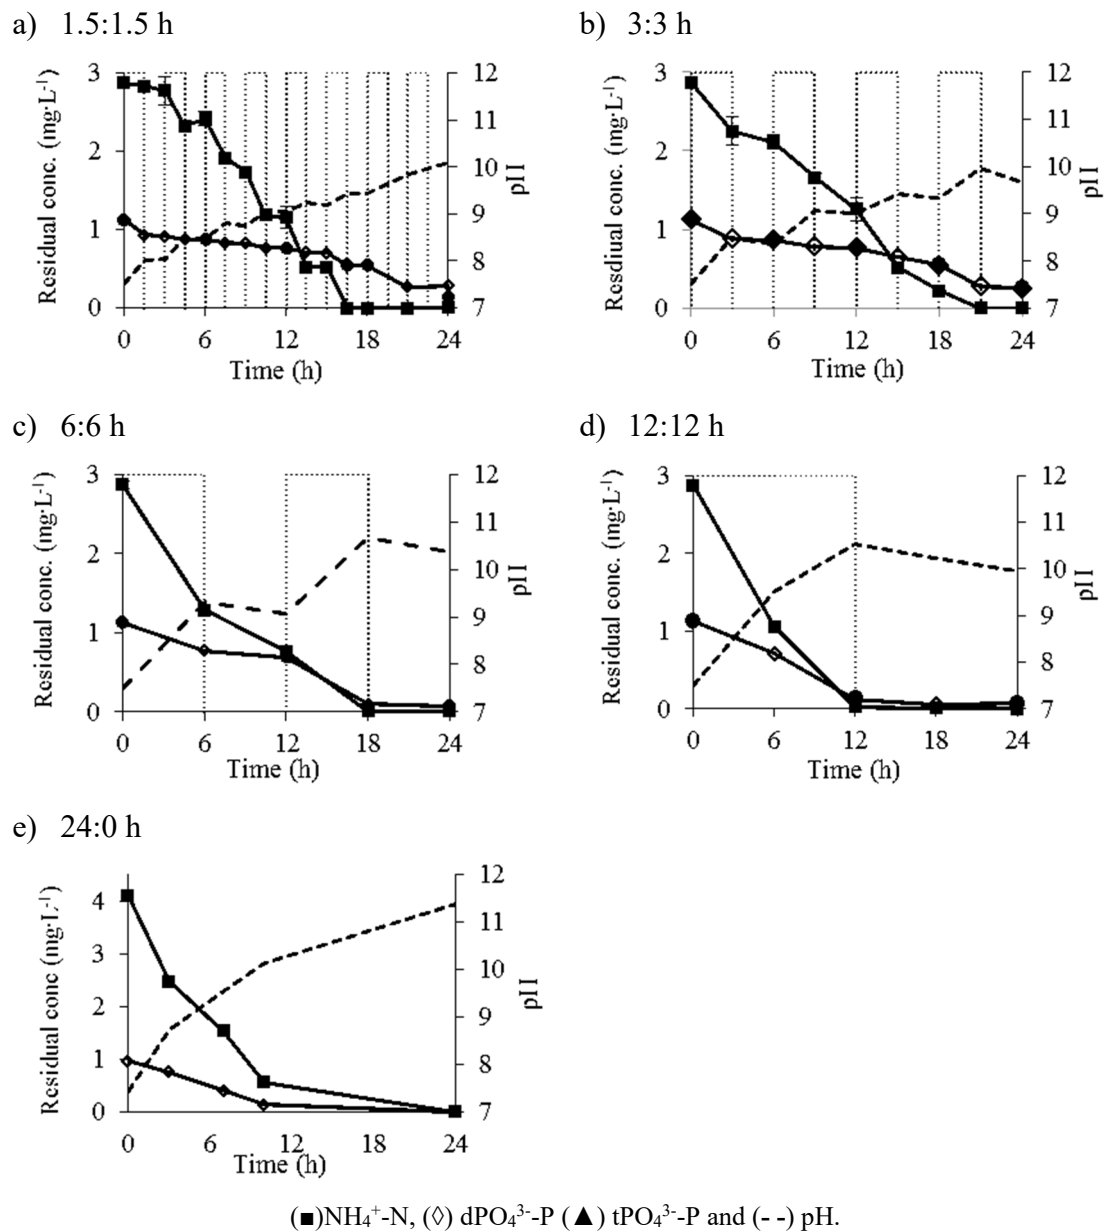 a) 1.5:1.5 h
3
2
1
0
Residual conc. (mg·L⁻¹)
12
11
10
9
8
7
pH
0 6 12 18 24
Time (h)
b) 3:3 h
3
2
1
0
Resdiual conc. (mg·L⁻¹)
12
11
10
9
8
7
pH
0 6 12 18 24
Time (h)
c) 6:6 h
3
2
1
0
Residual conc. (mg·L⁻¹)
12
11
10
9
8
7
pH
0 6 12 18 24
Time (h)
d) 12:12 h
3
2
1
0
Residual conc. (mg·L⁻¹)
12
11
10
9
8
7
pH
0 6 12 18 24
Time (h)
e) 24:0 h
4
3
2
1
0
Residual conc (mg·L⁻¹)
12
11
10
9
8
7
pH
0 6 12 18 24
Time (h)
(■)NH₄⁺-N, (◊) dPO₄³⁻-P (▲) tPO₄³⁻-P and (- -) pH.